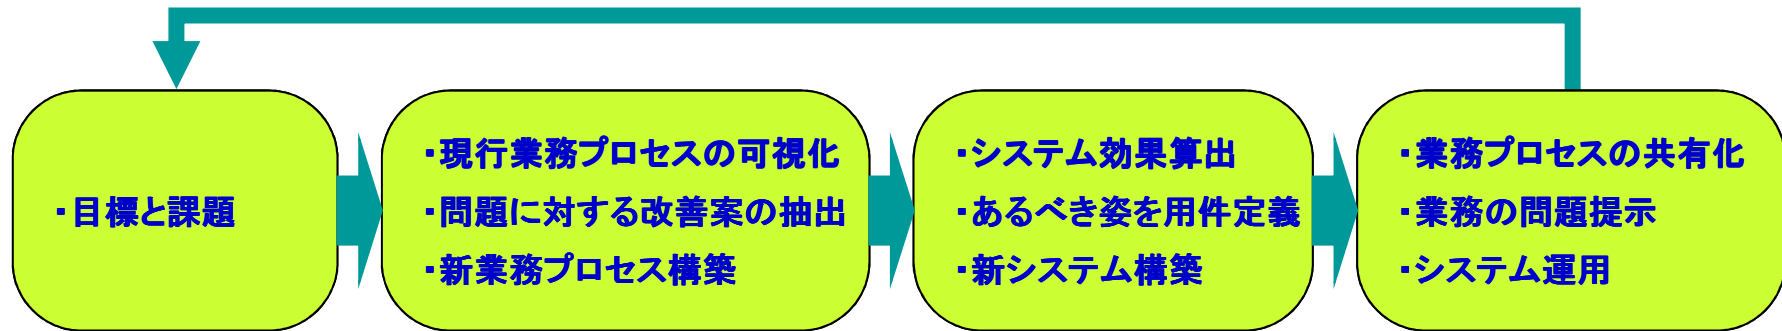 ・目標と課題
・現行業務プロセスの可視化
・問題に対する改善案の抽出
・新業務プロセス構築
・システム効果算出
・あるべき姿を用件定義
・新システム構築
・業務プロセスの共有化
・業務の問題提示
・システム運用